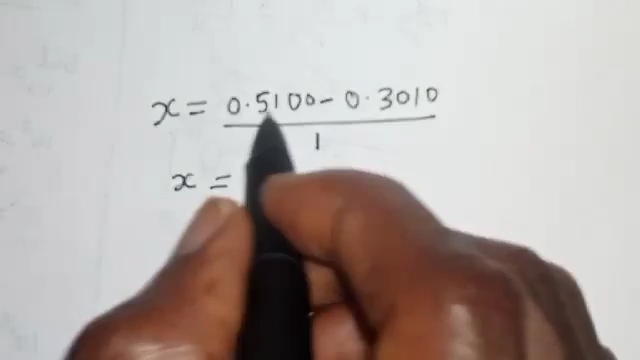 x = 0.5100 - 0.3010
1
x =